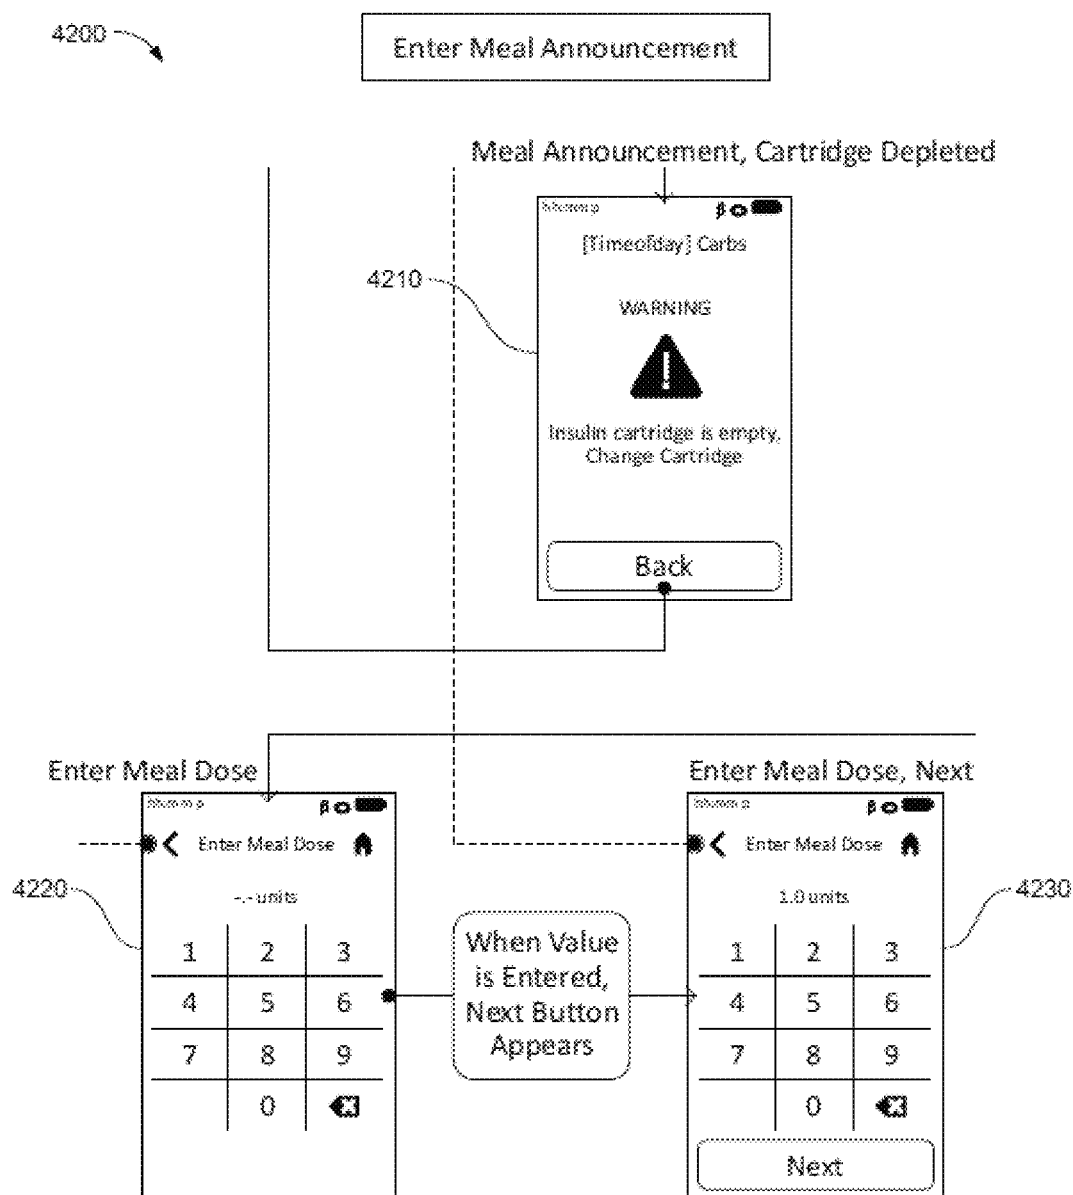 4200
Enter Meal Announcement
Meal Announcement, Cartridge Depleted
[Timeofday] Carbs
4210
WARNING
Insulin cartridge is empty,
Change Cartridge
Back
Enter Meal Dose
Enter Meal Dose, Next
Enter Meal Dose
Enter Meal Dose
4220
-.- units
1.0 units
4230
1 2 3
4 5 6
7 8 9
0
When Value
is Entered,
Next Button
Appears
1 2 3
4 5 6
7 8 9
0
Next